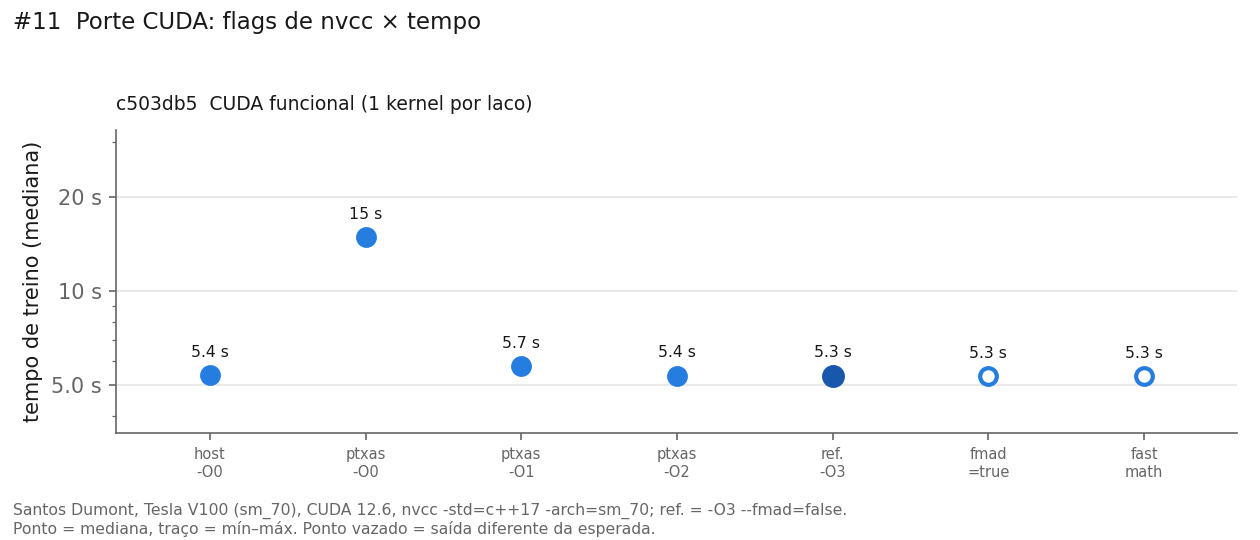 #11  Porte CUDA: flags de nvcc × tempo
c503db5  CUDA funcional (1 kernel por laco)
tempo de treino (mediana)
20 s
10 s
5.0 s
5.4 s
15 s
5.7 s
5.4 s
5.3 s
5.3 s
5.3 s
host
-O0
ptxas
-O0
ptxas
-O1
ptxas
-O2
ref.
-O3
fmad
=true
fast
math
Santos Dumont, Tesla V100 (sm_70), CUDA 12.6, nvcc -std=c++17 -arch=sm_70; ref. = -O3 --fmad=false.
Ponto = mediana, traço = mín–máx. Ponto vazado = saída diferente da esperada.